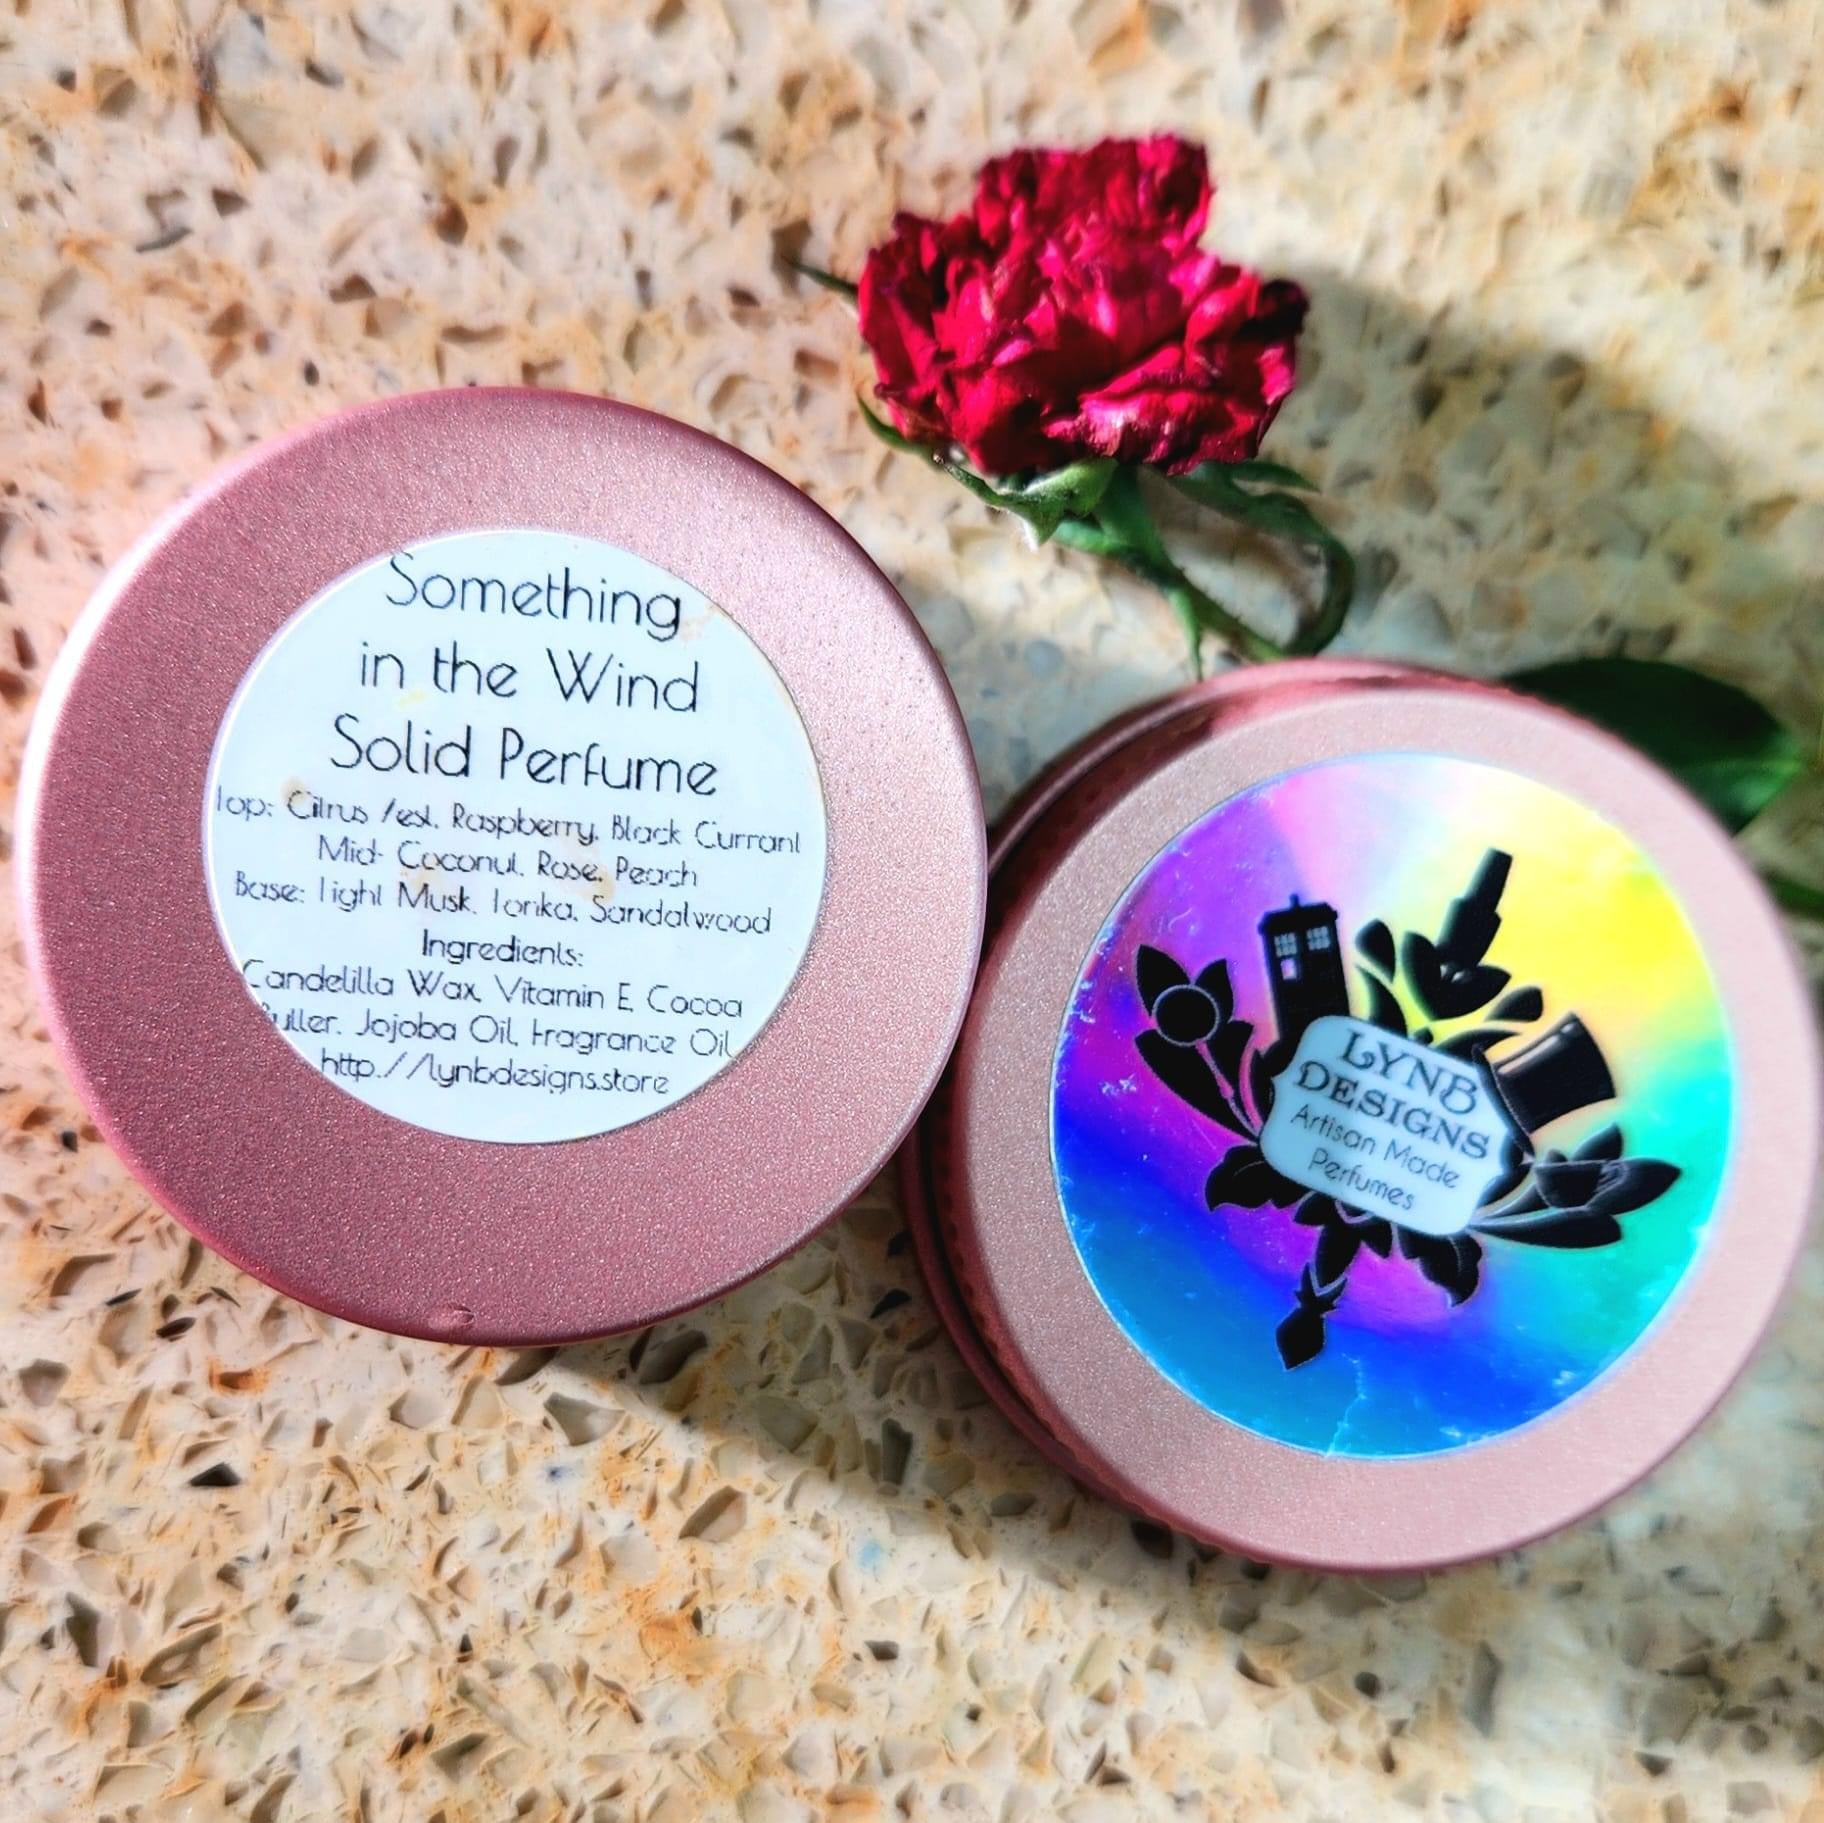 Something
in the Wind
Solid Perfume
Top: Citrus Zest, Raspberry, Black Currant
Mid- Coconut, Rose, Peach
Base: Light Musk, Tonka, Sandalwood
Ingredients:
Candelilla Wax, Vitamin E, Cocoa
Butter, Jojoba Oil, Fragrance Oil
http://lynbdesigns.store
LYNB
DESIGNS
Artisan Made
Perfumes